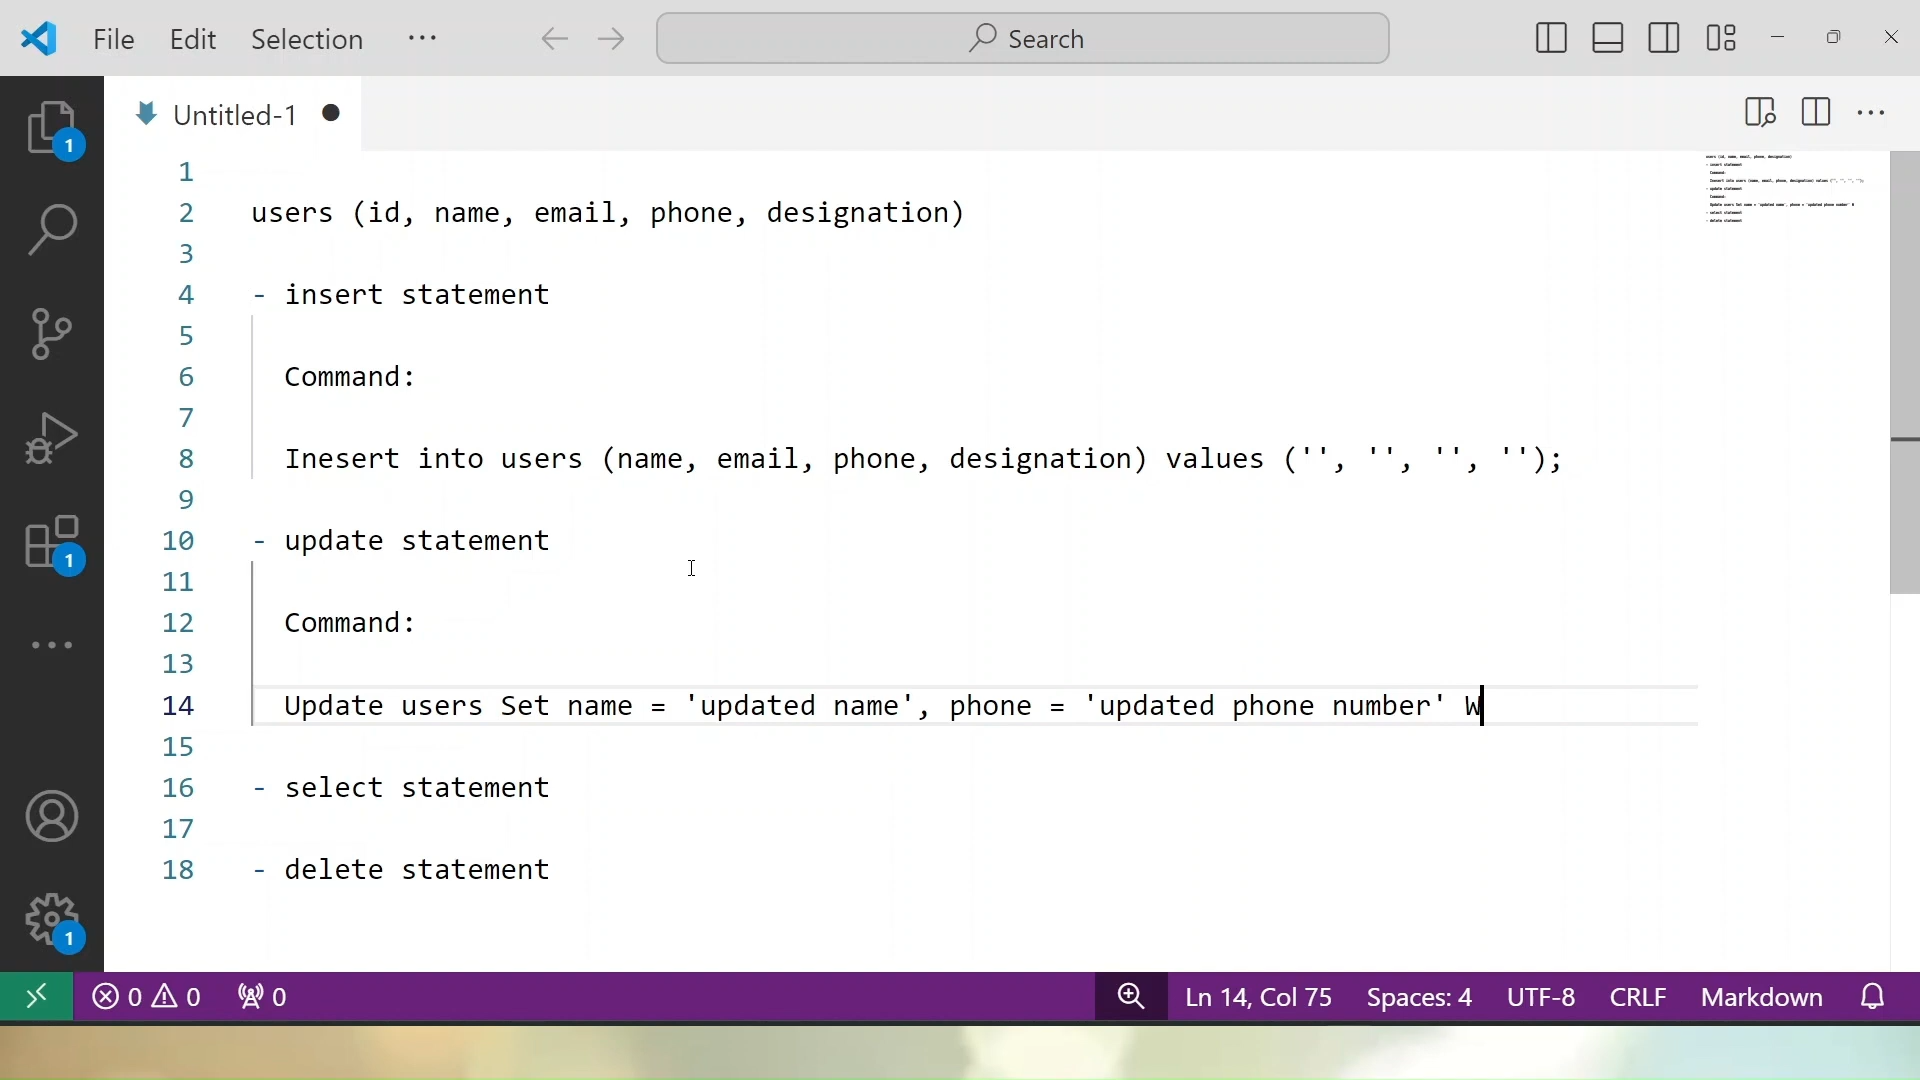 File Edit Selection ··· Search
Untitled-1
1
2 users (id, name, email, phone, designation)
3
4 - insert statement
5
6 Command:
7
8 Inesert into users (name, email, phone, designation) values ('', '', '', '');
9
10 - update statement
11
12 Command:
13
14 Update users Set name = 'updated name', phone = 'updated phone number' W
15
16 - select statement
17
18 - delete statement
1
1
1
0 0 0 Ln 14, Col 75 Spaces: 4 UTF-8 CRLF Markdown